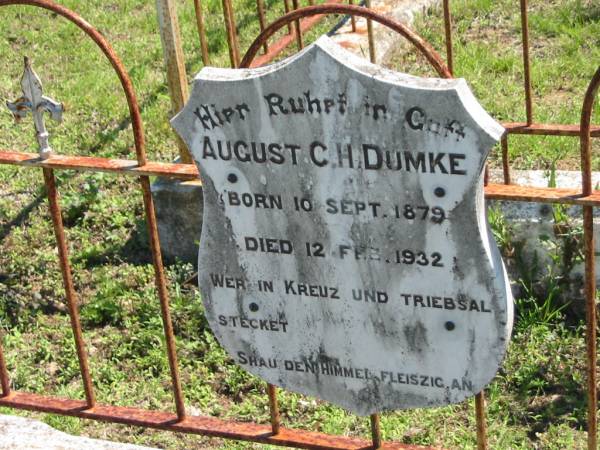 Hier Ruhet in Gott
AUGUST C.H. DUMKE
BORN 10 SEPT. 1879
DIED 12 FEB. 1932
WER IN KREUZ UND TRIEBSAL
STECKET
SHAU DEN HIMMEL FLEISZIG AN